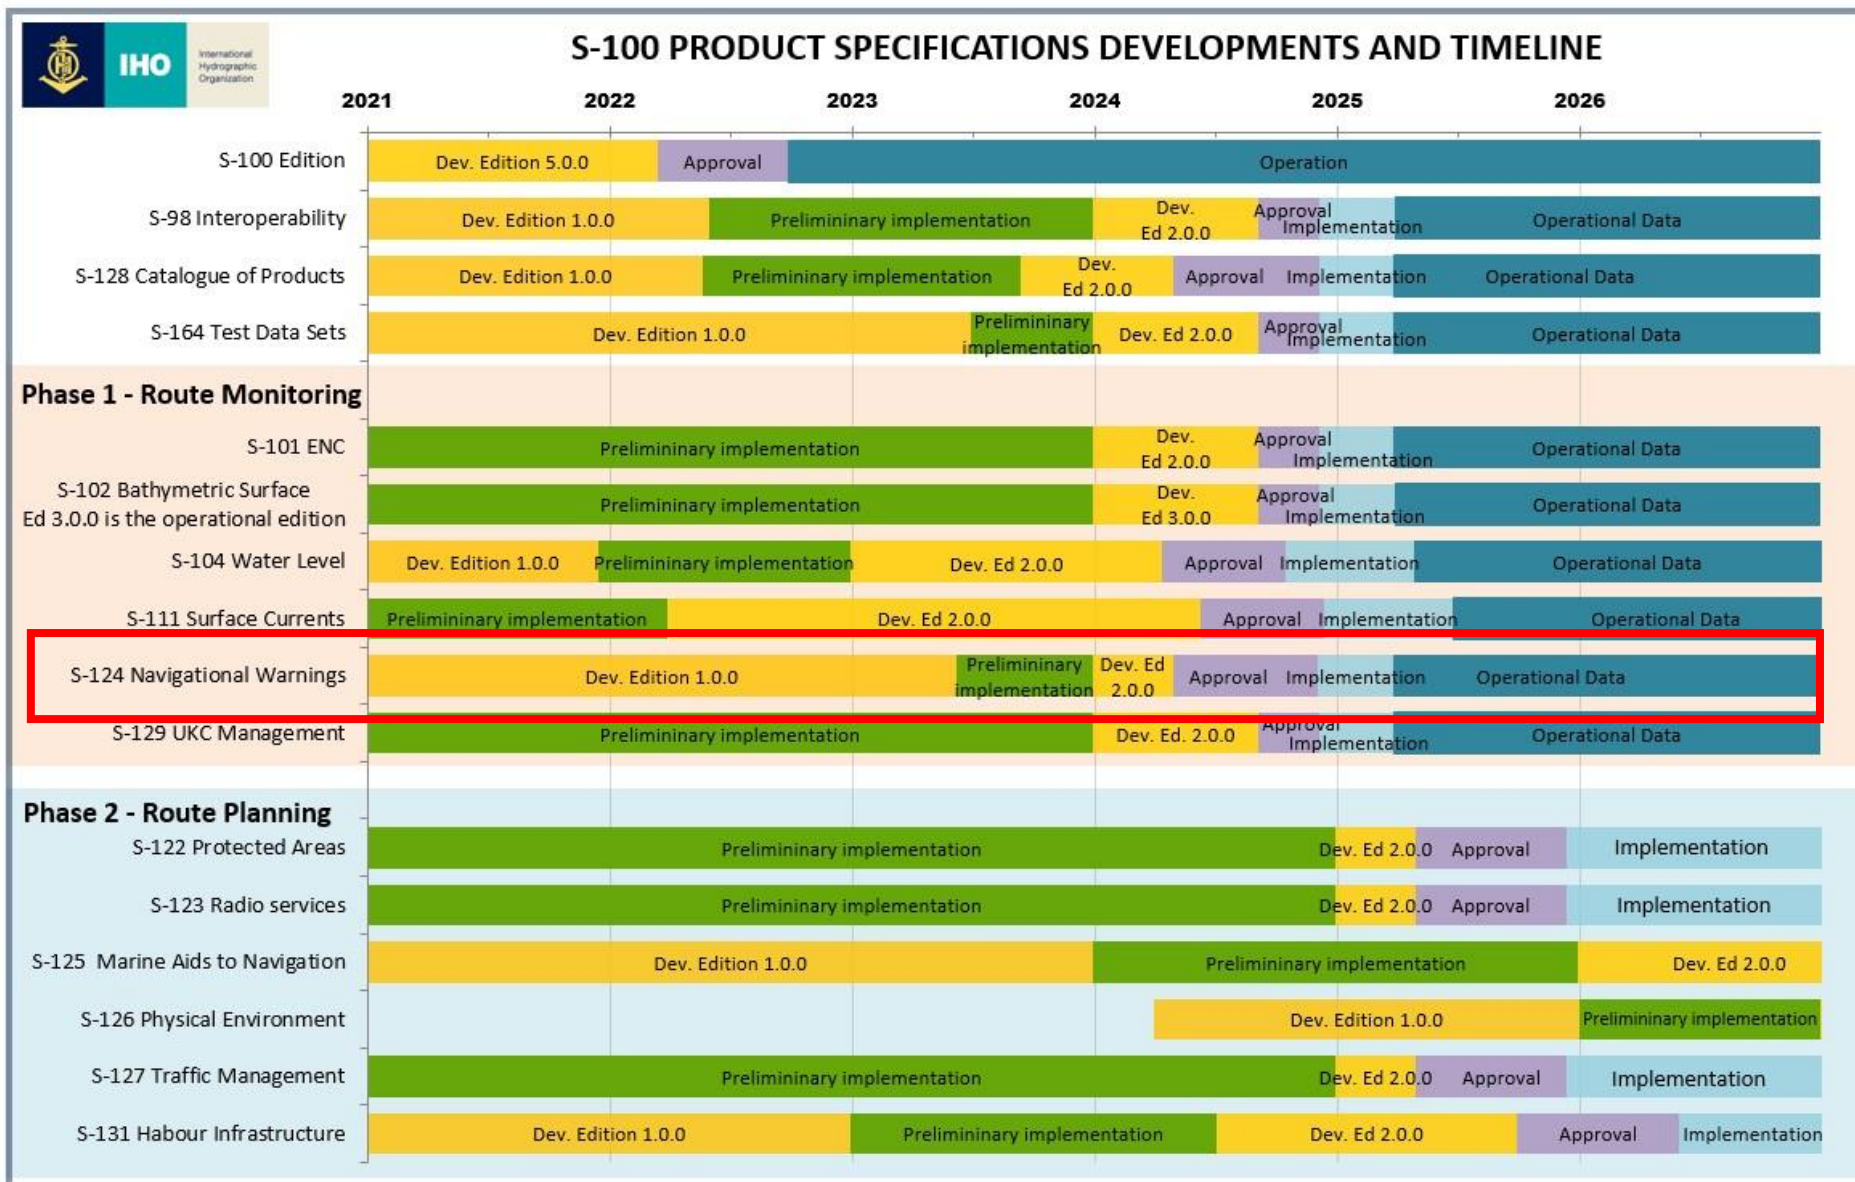 IHO
International
Hydrographic
Organization
S-100 PRODUCT SPECIFICATIONS DEVELOPMENTS AND TIMELINE
2021 2022 2023 2024 2025 2026
S-100 Edition Dev. Edition 5.0.0 Approval Operation
S-98 Interoperability Dev. Edition 1.0.0 Prelimininary implementation Dev. Ed 2.0.0 Approval Implementation Operational Data
S-128 Catalogue of Products Dev. Edition 1.0.0 Prelimininary implementation Dev. Ed 2.0.0 Approval Implementation Operational Data
S-164 Test Data Sets Dev. Edition 1.0.0 Prelimininary implementation Dev. Ed 2.0.0 Approval Implementation Operational Data
Phase 1 - Route Monitoring
S-101 ENC Prelimininary implementation Dev. Ed 2.0.0 Approval Implementation Operational Data
S-102 Bathymetric Surface
Ed 3.0.0 is the operational edition Prelimininary implementation Dev. Ed 3.0.0 Approval Implementation Operational Data
S-104 Water Level Dev. Edition 1.0.0 Prelimininary implementation Dev. Ed 2.0.0 Approval Implementation Operational Data
S-111 Surface Currents Prelimininary implementation Dev. Ed 2.0.0 Approval Implementation Operational Data
S-124 Navigational Warnings Dev. Edition 1.0.0 Prelimininary implementation Dev. Ed 2.0.0 Approval Implementation Operational Data
S-129 UKC Management Prelimininary implementation Dev. Ed. 2.0.0 Approval Implementation Operational Data
Phase 2 - Route Planning
S-122 Protected Areas Prelimininary implementation Dev. Ed 2.0.0 Approval Implementation
S-123 Radio services Prelimininary implementation Dev. Ed 2.0.0 Approval Implementation
S-125 Marine Aids to Navigation Dev. Edition 1.0.0 Prelimininary implementation Dev. Ed 2.0.0
S-126 Physical Environment Dev. Edition 1.0.0 Prelimininary implementation
S-127 Traffic Management Prelimininary implementation Dev. Ed 2.0.0 Approval Implementation
S-131 Habour Infrastructure Dev. Edition 1.0.0 Prelimininary implementation Dev. Ed 2.0.0 Approval Implementation